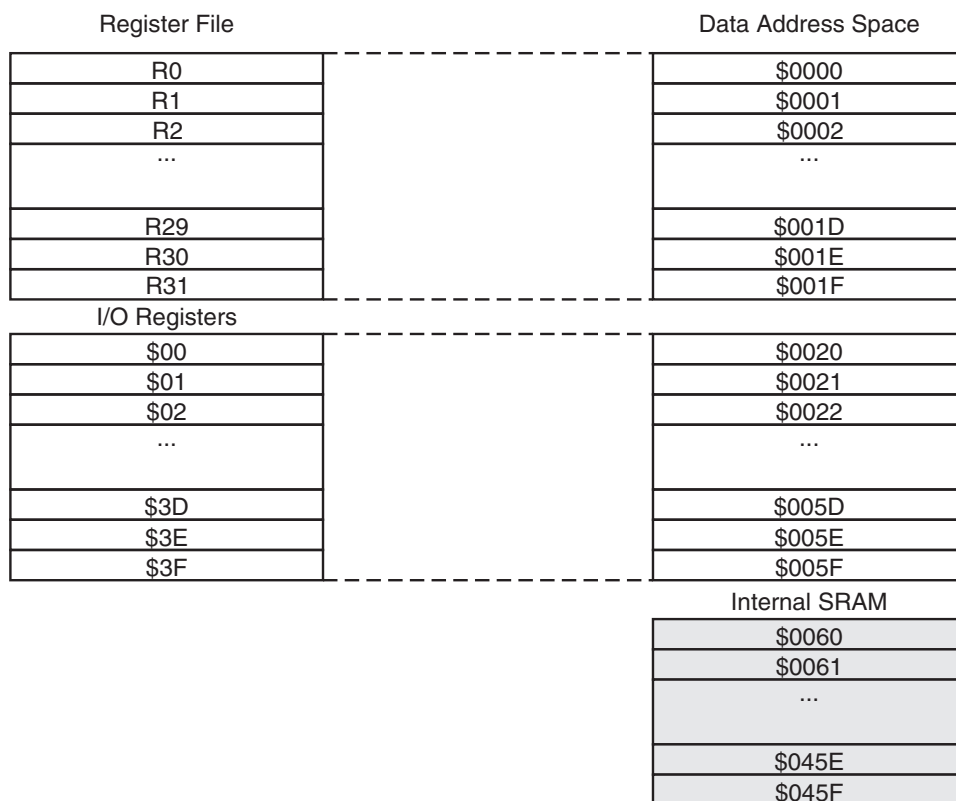 Register File Data Address Space
R0 $0000
R1 $0001
R2 $0002
... ...
R29 $001D
R30 $001E
R31 $001F
I/O Registers
$00 $0020
$01 $0021
$02 $0022
... ...
$3D $005D
$3E $005E
$3F $005F
Internal SRAM
$0060
$0061
...
$045E
$045F